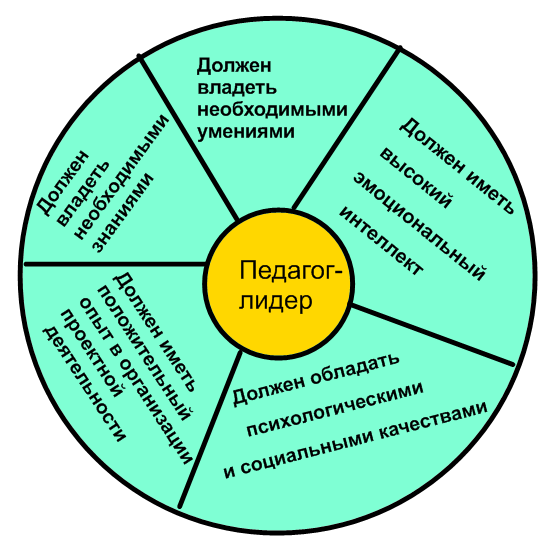 Должен
владеть
необходимыми
умениями
Должен иметь
высокий
эмоциональный
интеллект
Должен обладать
психологическими
и социальными качествами
Должен иметь
положительный
опыт в организации
проектной
деятельности
Должен
владеть
необходимыми
знаниями
Педагог-
лидер